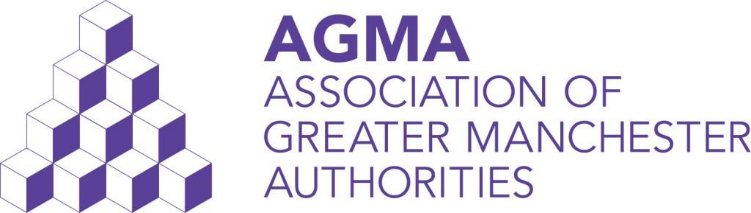 AGMA
ASSOCIATION OF
GREATER MANCHESTER
AUTHORITIES